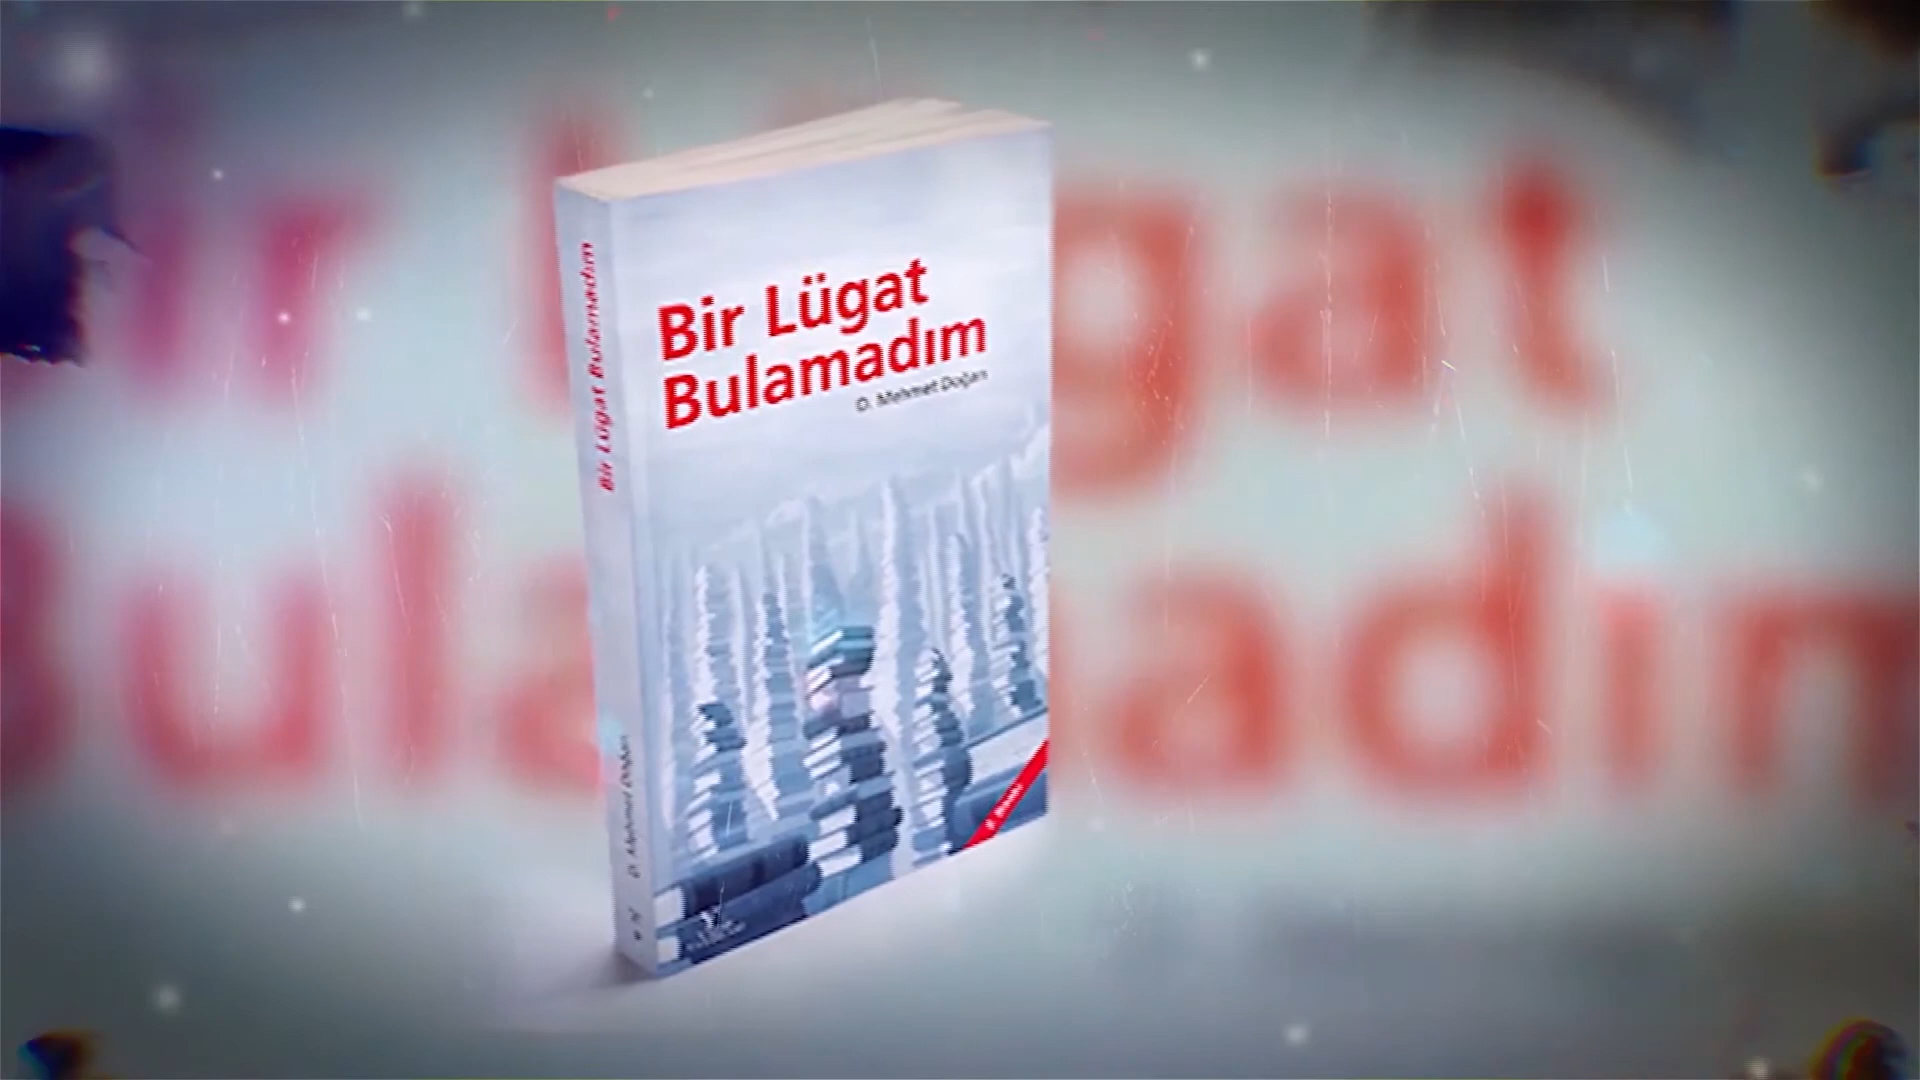 Bir Lügat
Bulamadım
D. Mehmet Doğan
Bir Lügat Bulamadım
D. Mehmet Doğan